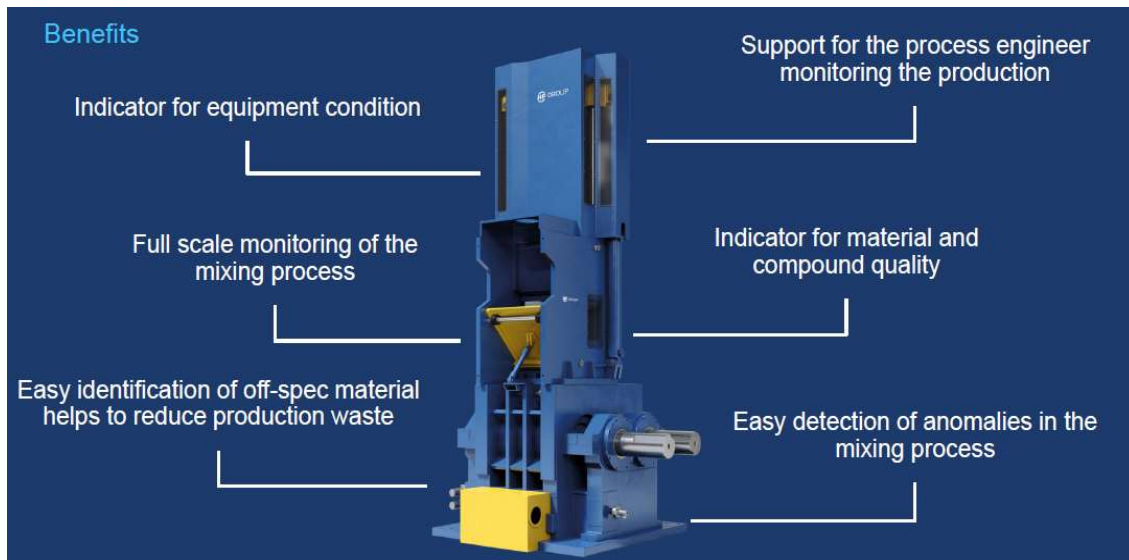 Benefits
Support for the process engineer
monitoring the production
Indicator for equipment condition
HF GROUP
Full scale monitoring of the
mixing process
Indicator for material and
compound quality
Easy identification of off-spec material
helps to reduce production waste
Easy detection of anomalies in the
mixing process